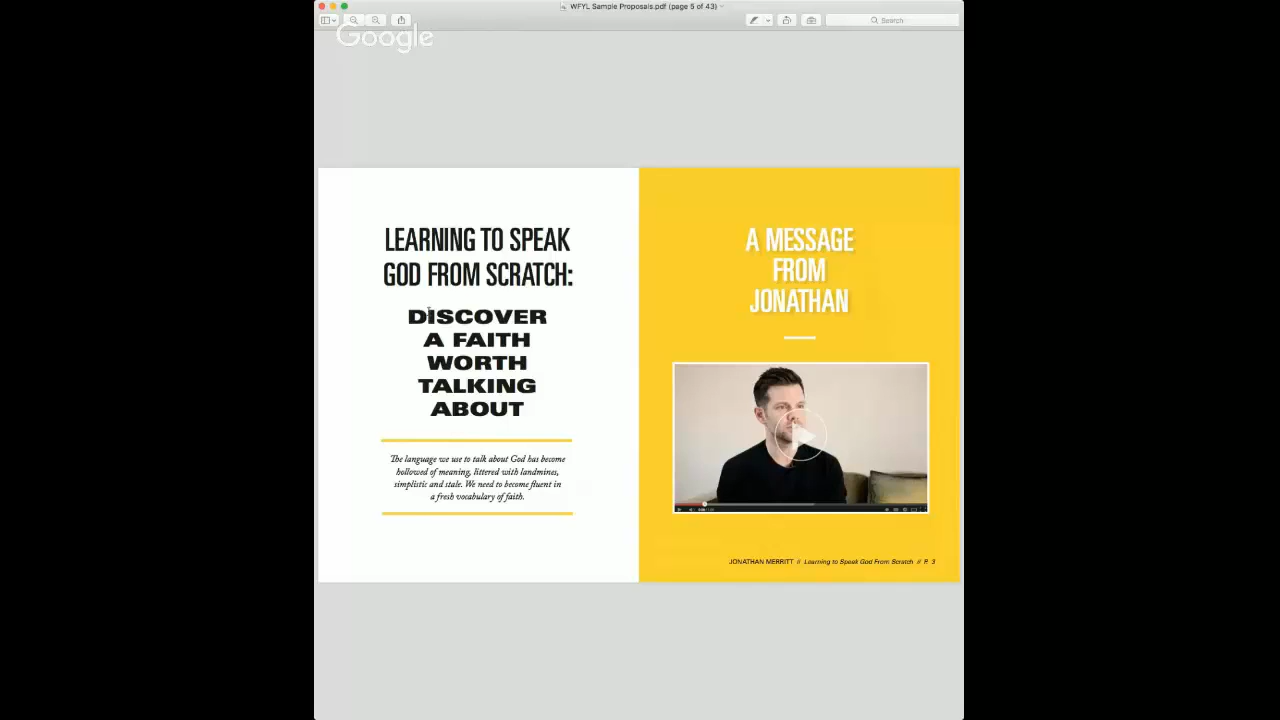 WFYL Sample Proposals.pdf (page 5 of 43)
Search
Google
LEARNING TO SPEAK
GOD FROM SCRATCH:
DISCOVER
A FAITH
WORTH
TALKING
ABOUT
The language we use to talk about God has become
hollowed of meaning, littered with landmines,
simplistic and stale. We need to become fluent in
a fresh vocabulary of faith.
A MESSAGE
FROM
JONATHAN
JONATHAN MERRITT // Learning to Speak God From Scratch // P. 3